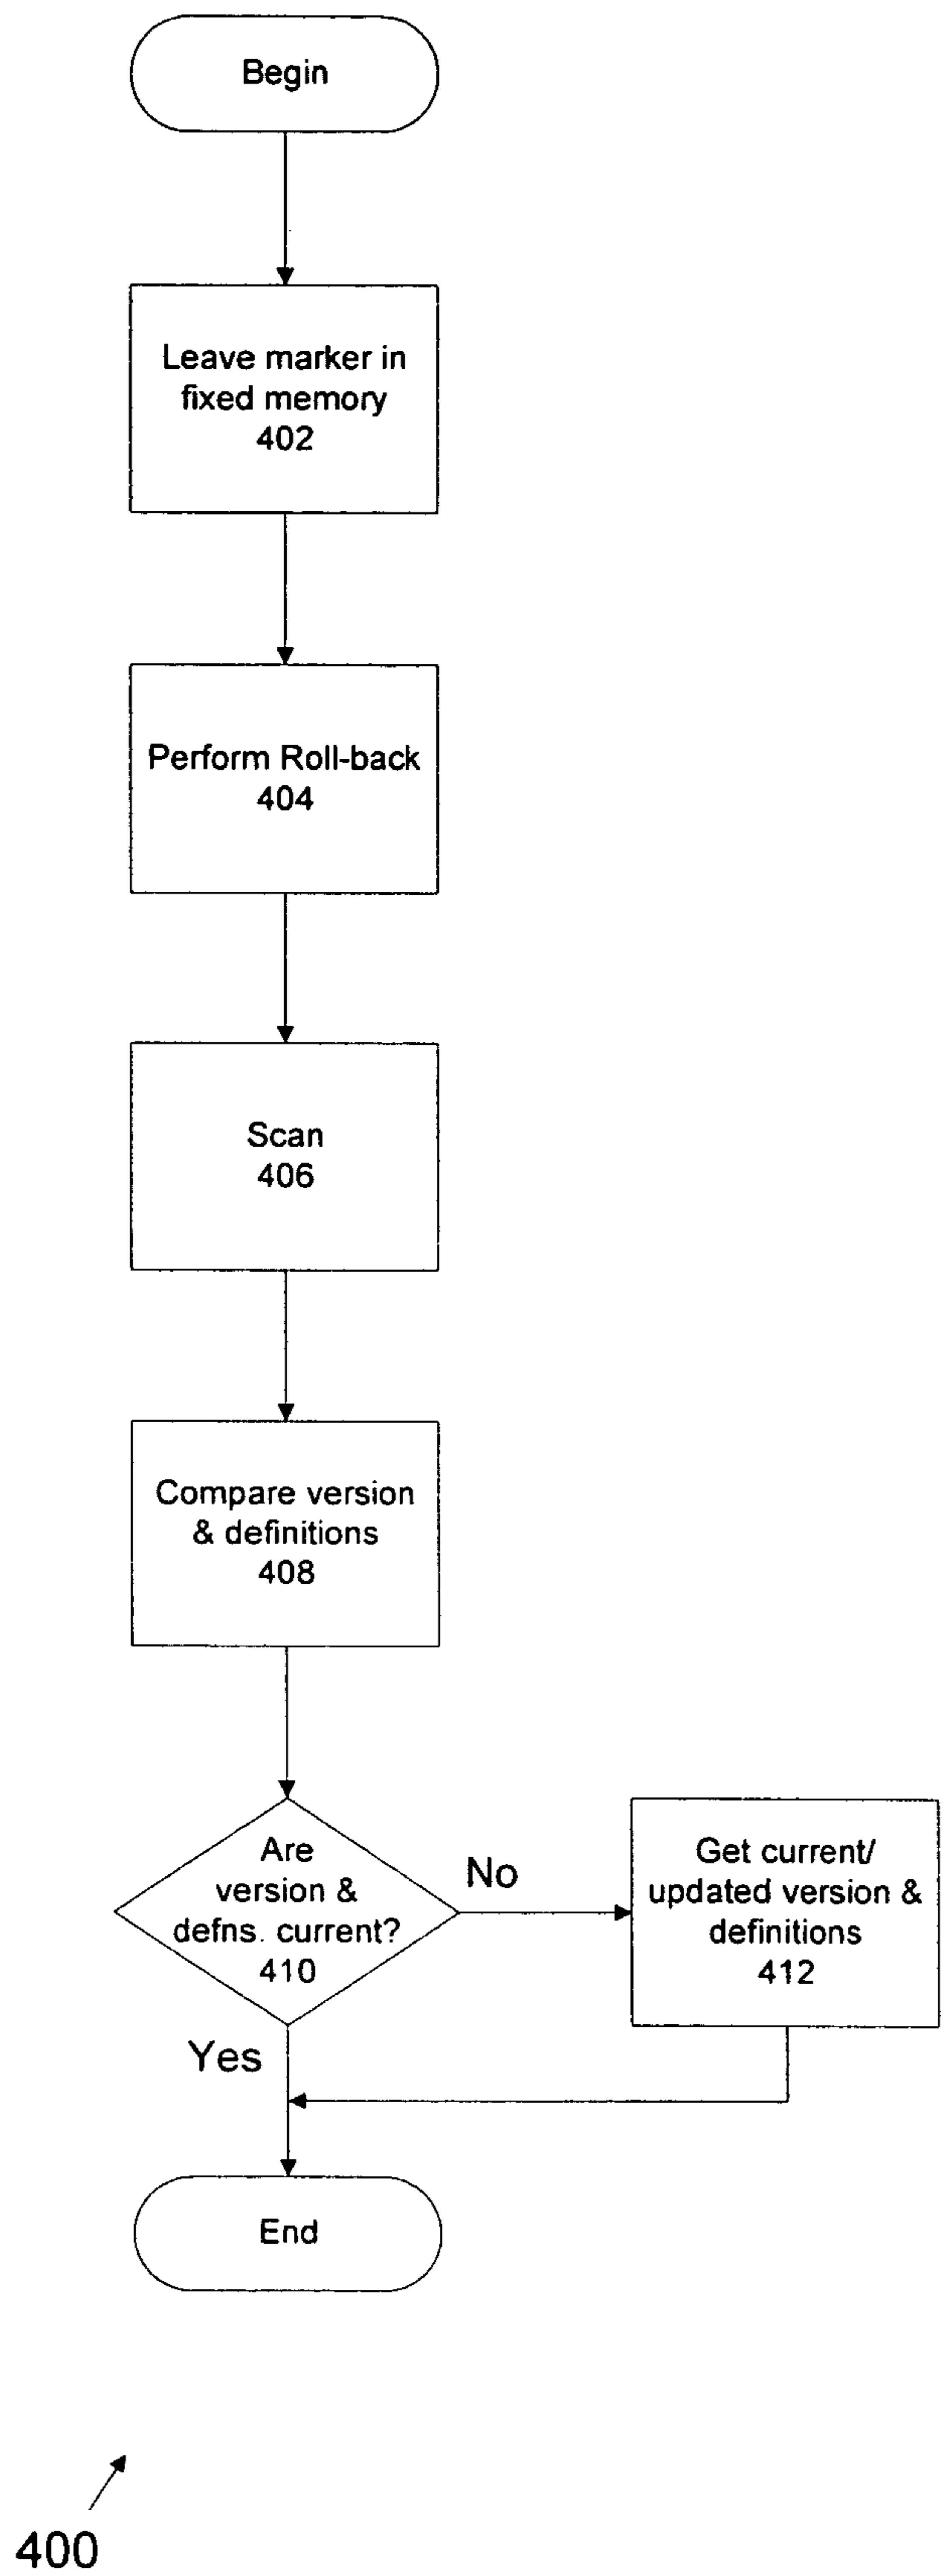 Begin
Leave marker in
fixed memory
402
Perform Roll-back
404
Scan
406
Compare version
& definitions
408
Are
version &
defns. current?
410
No
Get current/
updated version &
definitions
412
Yes
End
400